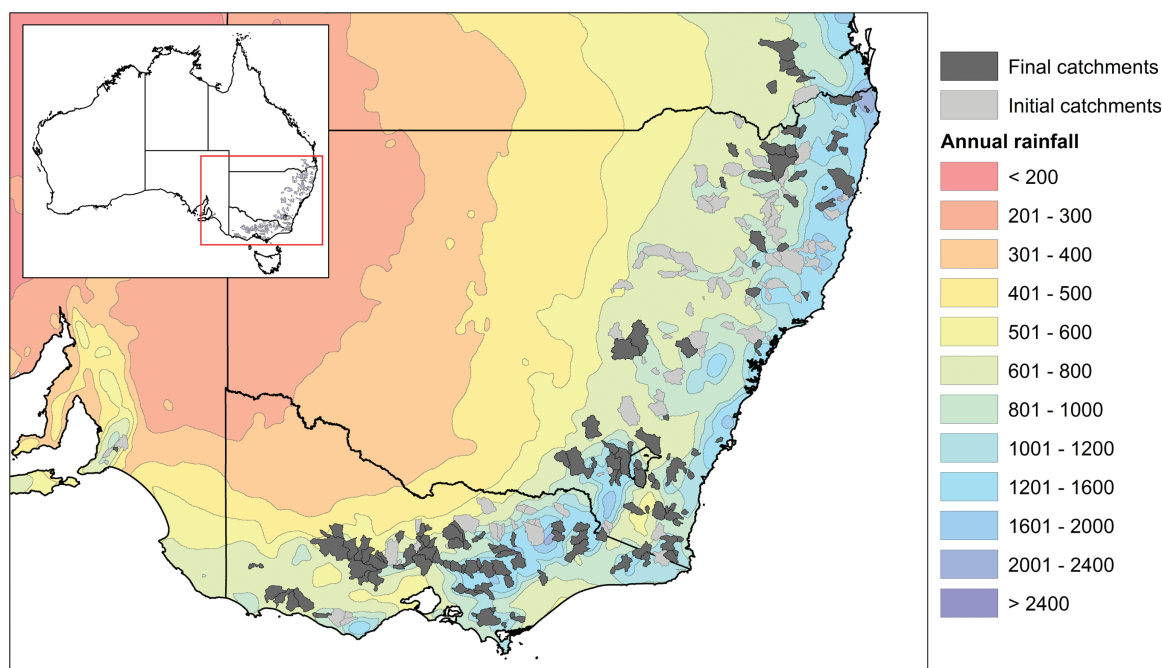 Final catchments
Initial catchments
Annual rainfall
< 200
201 - 300
301 - 400
401 - 500
501 - 600
601 - 800
801 - 1000
1001 - 1200
1201 - 1600
1601 - 2000
2001 - 2400
> 2400